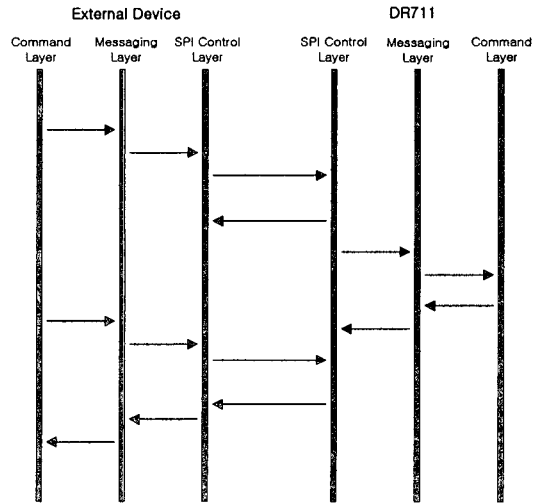 External Device
DR711
Command
Layer
Messaging
Layer
SPI Control
Layer
SPI Control
Layer
Messaging
Layer
Command
Layer